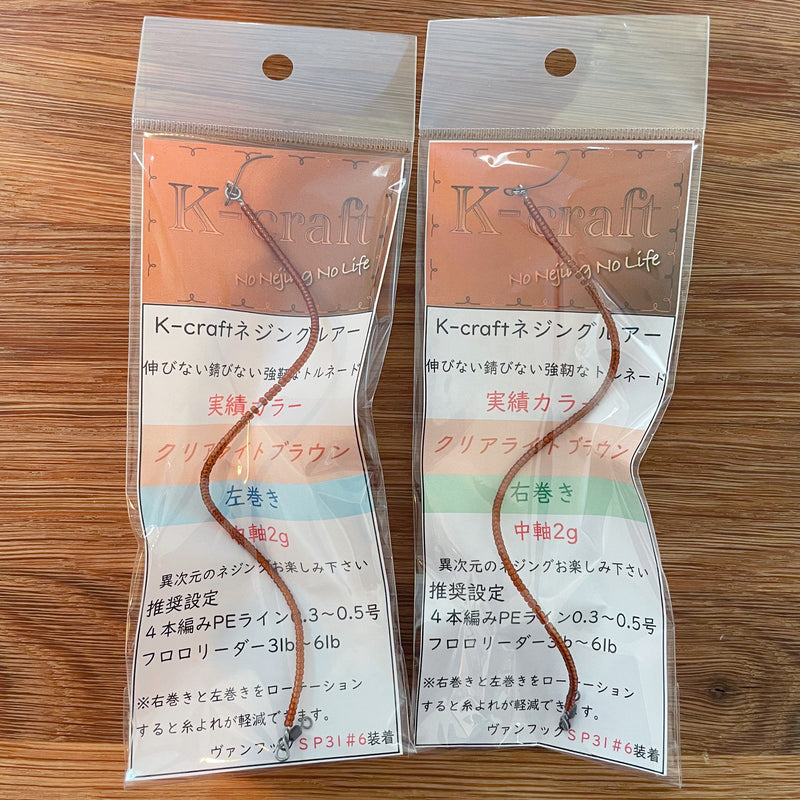 K-craft
No Nejing No Life
K-craftネジングルアー
伸びない錆びない強靭なトルネード
実績カラー
クリアライトブラウン
左巻き
中軸2g
異次元のネジングお楽しみ下さい
推奨設定
4本編みPEライン0.3〜0.5号
フロロリーダー3lb〜6lb
※右巻きと左巻きをローテーション
すると糸よれが軽減できます。
ヴァンフックSP31#6装着
K-craft
No Nejing No Life
K-craftネジングルアー
伸びない錆びない強靭なトルネード
実績カラー
クリアライトブラウン
右巻き
中軸2g
異次元のネジングお楽しみ下さい
推奨設定
4本編みPEライン0.3〜0.5号
フロロリーダー3lb〜6lb
※右巻きと左巻きをローテーション
すると糸よれが軽減できます。
ヴァンフックSP31#6装着